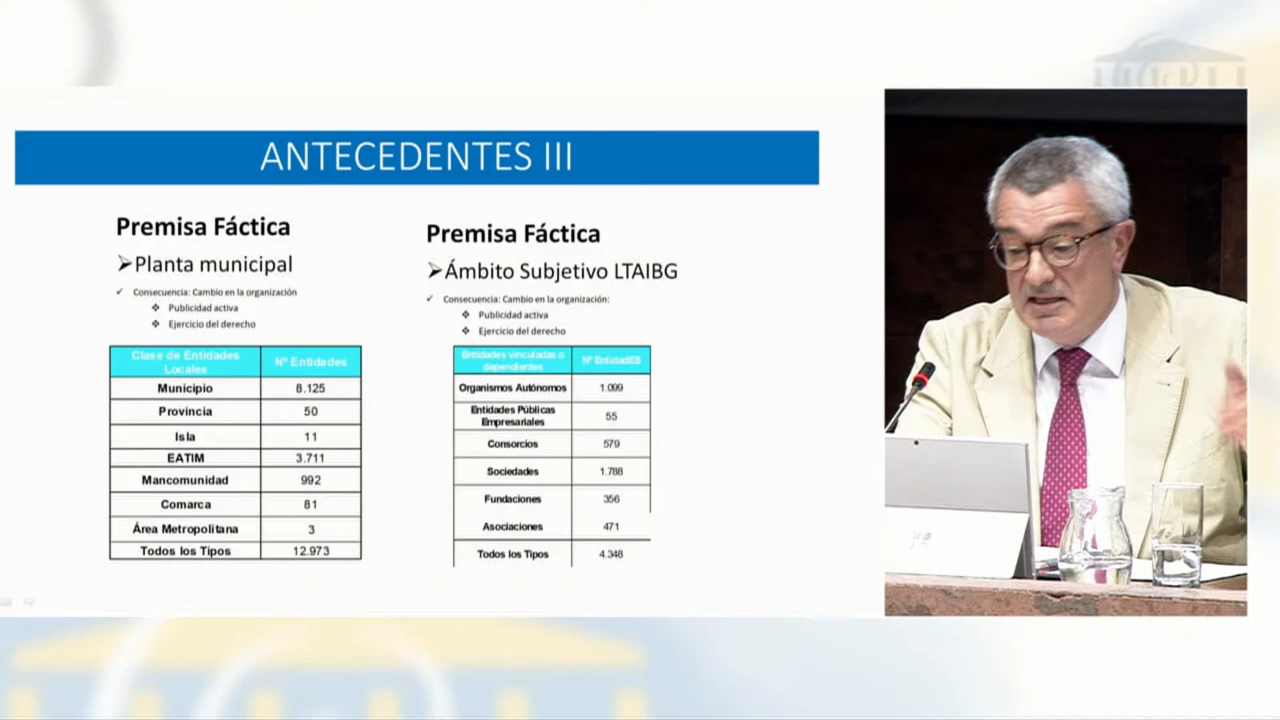 ANTECEDENTES III
Premisa Fáctica
➢Planta municipal
✓ Consecuencia: Cambio en la organización
❖ Publicidad activa
❖ Ejercicio del derecho
Clase de Entidades
Locales
Nº Entidades
Municipio 8.125
Provincia 50
Isla 11
EATIM 3.711
Mancomunidad 992
Comarca 81
Área Metropolitana 3
Todos los Tipos 12.973
Premisa Fáctica
➢Ámbito Subjetivo LTAIBG
✓ Consecuencia: Cambio en la organización:
❖ Publicidad activa
❖ Ejercicio del derecho
Entidades vinculadas o
dependientes
Nº EntidadES
Organismos Autónomos 1.099
Entidades Públicas
Empresariales
55
Consorcios 579
Sociedades 1.788
Fundaciones 356
Asociaciones 471
Todos los Tipos 4.348